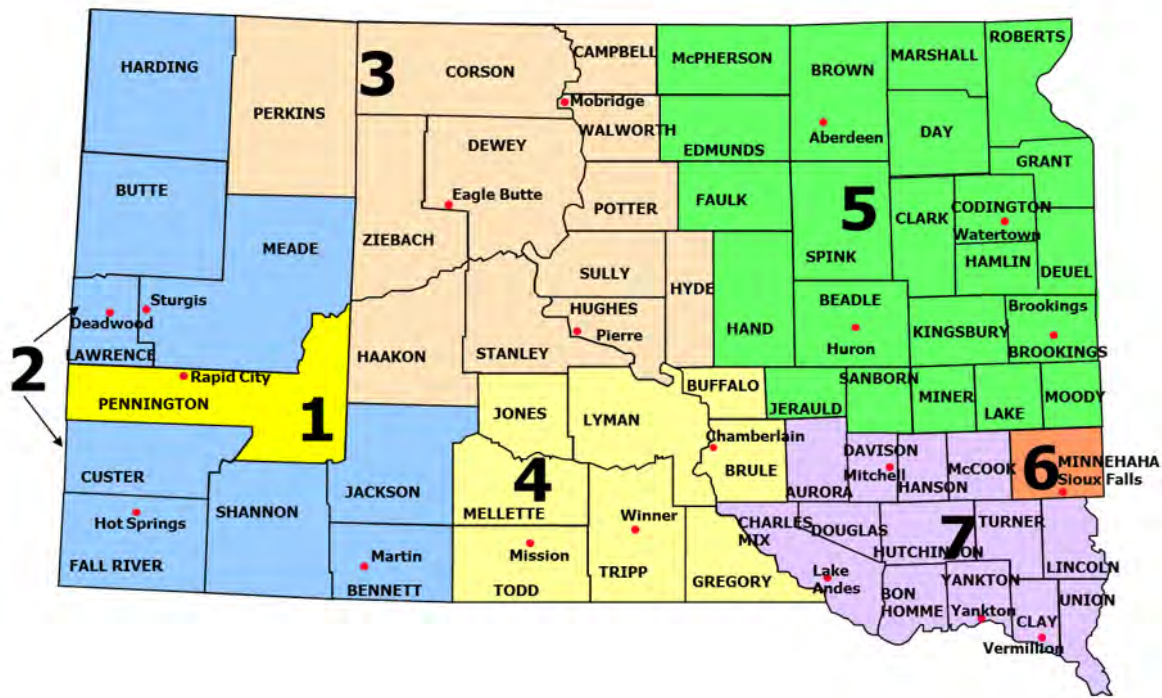 HARDING
PERKINS
3
CORSON
CAMPBELL
McPHERSON
BROWN
MARSHALL
ROBERTS
Mobridge
WALWORTH
EDMUNDS
Aberdeen
DAY
GRANT
BUTTE
MEADE
DEWEY
Eagle Butte
ZIEBACH
POTTER
FAULK
5
SPINK
CLARK
CODINGTON
Watertown
HAMLIN
DEUEL
SULLY
HYDE
HUGHES
Pierre
HAND
BEADLE
Huron
KINGSBURY
Brookings
BROOKINGS
Sturgis
Deadwood
LAWRENCE
2
HAAKON
STANLEY
Rapid City
PENNINGTON
1
JONES
LYMAN
BUFFALO
JERAULD
SANBORN
MINER
LAKE
MOODY
CUSTER
Hot Springs
FALL RIVER
SHANNON
JACKSON
Martin
BENNETT
4
MELLETTE
Mission
TODD
Winner
TRIPP
GREGORY
Chamberlain
BRULE
AURORA
DAVISON
Mitchell
HANSON
McCOOK
6
MINNEHAHA
Sioux Falls
CHARLES
MIX
DOUGLAS
HUTCHINSON
7
TURNER
LINCOLN
Lake
Andes
BON
HOMME
YANKTON
Yankton
CLAY
Vermillion
UNION